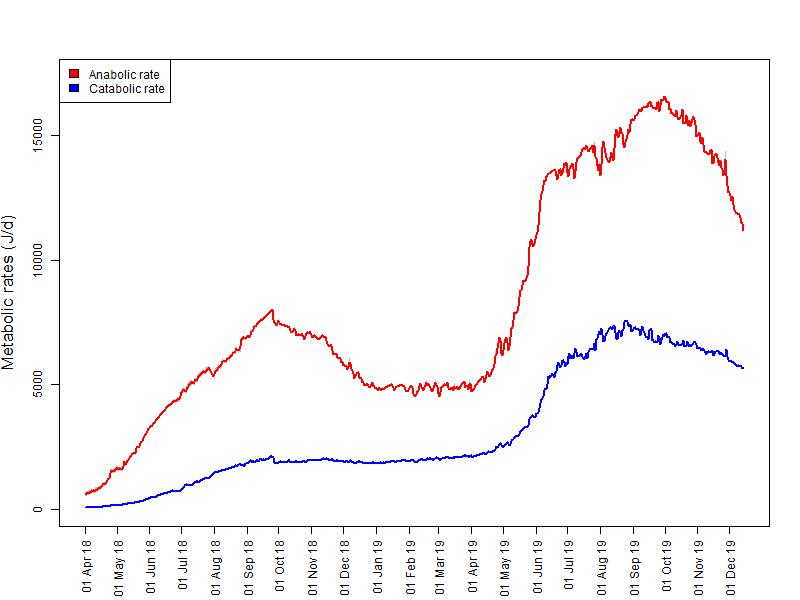 Anabolic rate
Catabolic rate
Metabolic rates (J/d)
15000
10000
5000
0
01 Apr 18
01 May 18
01 Jun 18
01 Jul 18
01 Aug 18
01 Sep 18
01 Oct 18
01 Nov 18
01 Dec 18
01 Jan 19
01 Feb 19
01 Mar 19
01 Apr 19
01 May 19
01 Jun 19
01 Jul 19
01 Aug 19
01 Sep 19
01 Oct 19
01 Nov 19
01 Dec 19